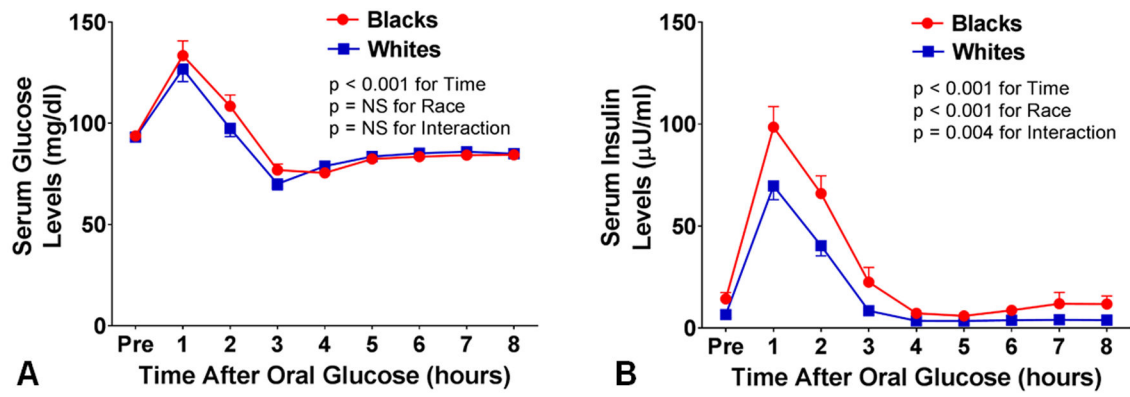 150
100
50
0
Serum Glucose
Levels (mg/dl)
Blacks
Whites
p < 0.001 for Time
p = NS for Race
p = NS for Interaction
Pre 1 2 3 4 5 6 7 8
Time After Oral Glucose (hours)
A
150
100
50
0
Serum Insulin
Levels (μU/ml)
Blacks
Whites
p < 0.001 for Time
p < 0.001 for Race
p = 0.004 for Interaction
Pre 1 2 3 4 5 6 7 8
Time After Oral Glucose (hours)
B